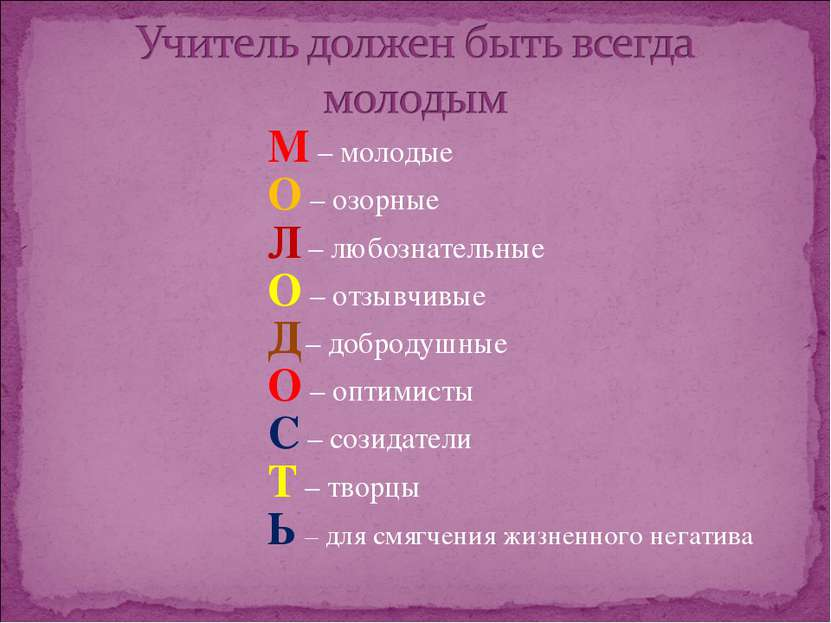 Учитель должен быть всегда
молодым
М – молодые
О – озорные
Л – любознательные
О – отзывчивые
Д – добродушные
О – оптимисты
С – созидатели
Т – творцы
Ь – для смягчения жизненного негатива